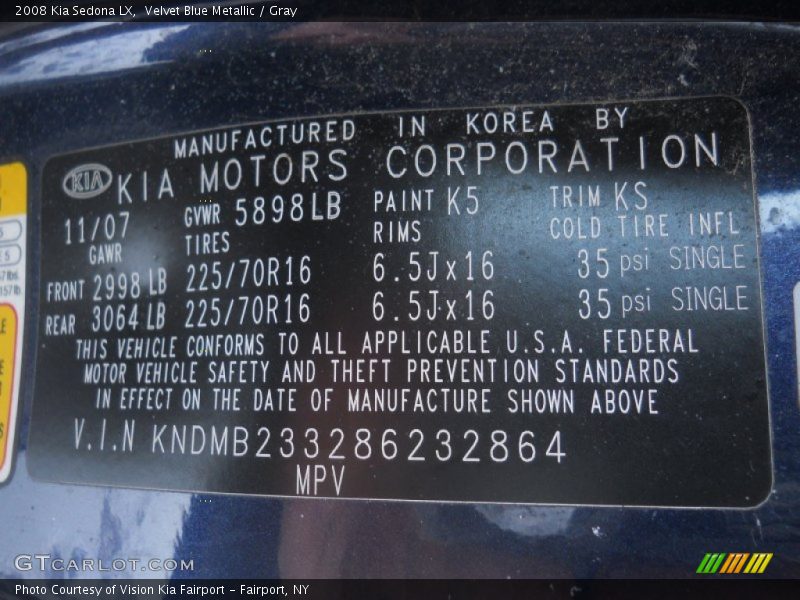 2008 Kia Sedona LX,  Velvet Blue Metallic / Gray
MANUFACTURED IN KOREA BY
KIA KIA MOTORS CORPORATION
11/07 GVWR 5898LB PAINT K5 TRIM KS
GAWR TIRES RIMS COLD TIRE INFL
FRONT 2998 LB 225/70R16 6.5Jx16 35 psi SINGLE
REAR 3064 LB 225/70R16 6.5Jx16 35 psi SINGLE
THIS VEHICLE CONFORMS TO ALL APPLICABLE U.S.A. FEDERAL
MOTOR VEHICLE SAFETY AND THEFT PREVENTION STANDARDS
IN EFFECT ON THE DATE OF MANUFACTURE SHOWN ABOVE
V.I.N KNDMB233286232864
MPV
GTCARLOT.COM
Photo Courtesy of Vision Kia Fairport - Fairport, NY